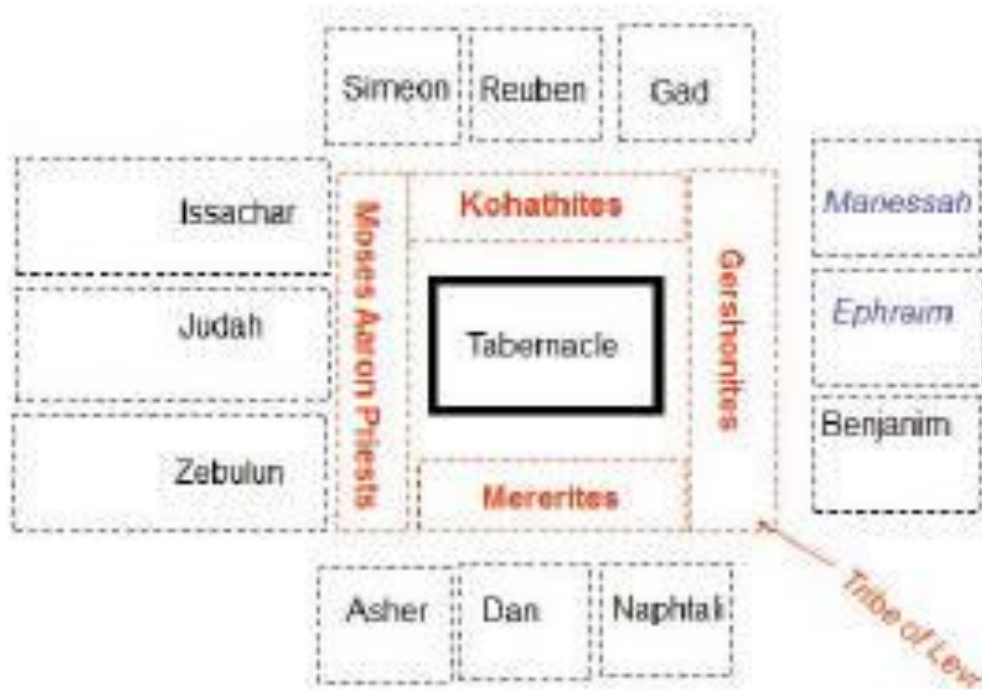 Simeon
Reuben
Gad
Issachar
Moses Aaron Priests
Kohathites
Gershonites
Manessah
Judah
Tabernacle
Ephraim
Zebulun
Mererites
Benjanim
Asher
Dan
Naphtali
Tribe of Levi